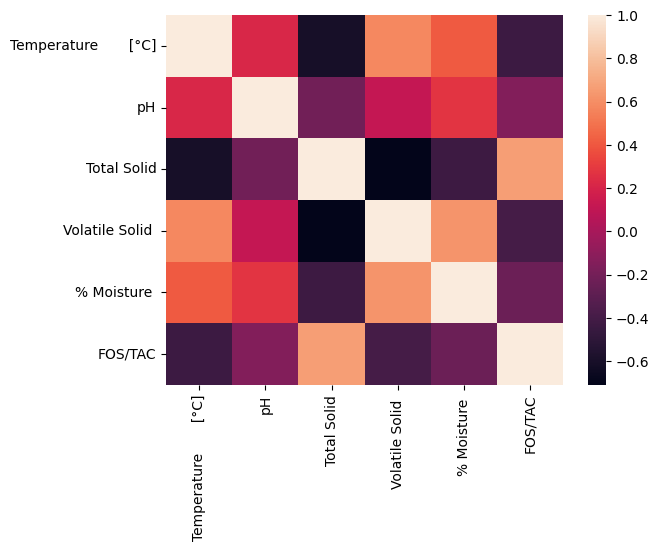 Temperature       [°C]
pH
Total Solid
Volatile Solid
% Moisture
FOS/TAC
Temperature       [°C]
pH
Total Solid
Volatile Solid
% Moisture
FOS/TAC
1.0
0.8
0.6
0.4
0.2
0.0
−0.2
−0.4
−0.6